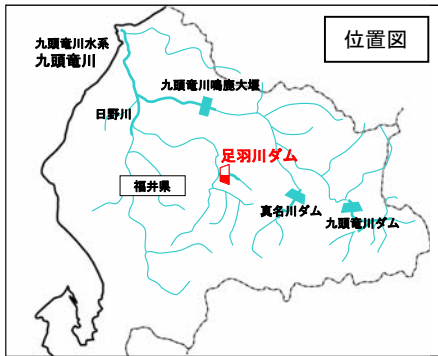 位置図
九頭竜川水系
九頭竜川
九頭竜川鳴鹿大堰
日野川
足羽川ダム
福井県
真名川ダム
九頭竜川ダム